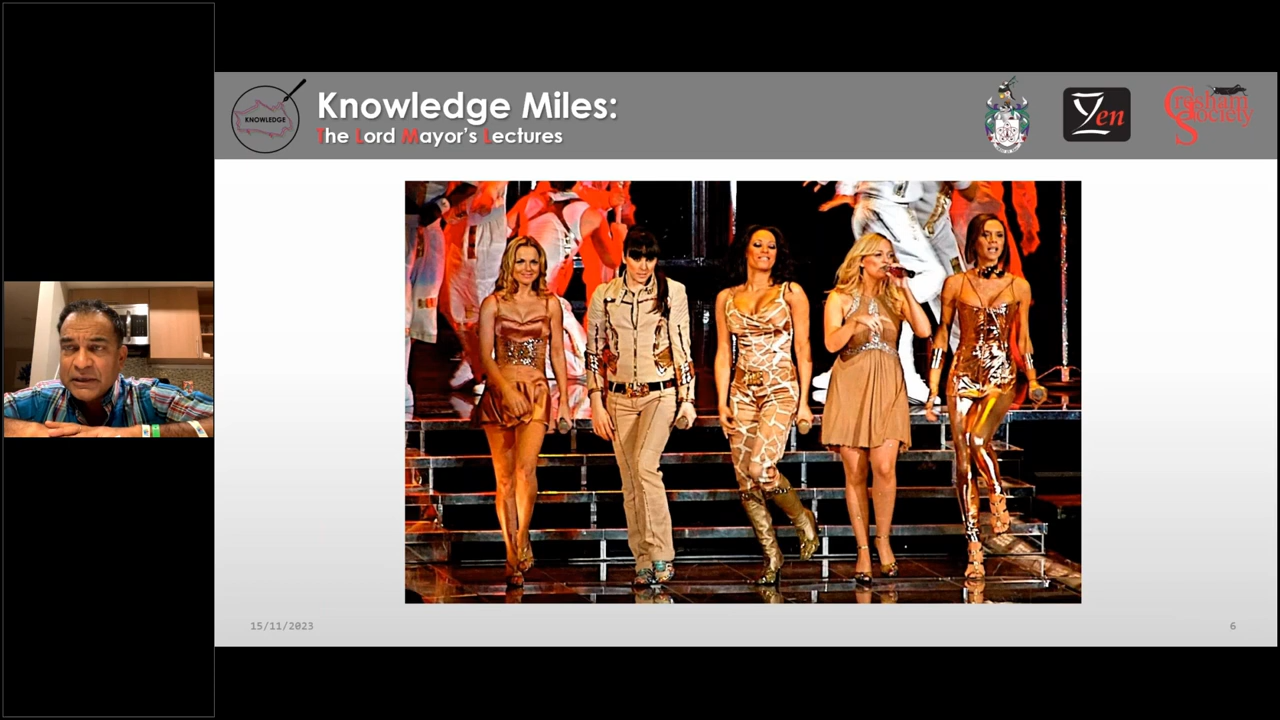 Knowledge Miles:
The Lord Mayor's Lectures
KNOWLEDGE
Zen
Gresham
Society
15/11/2023
6